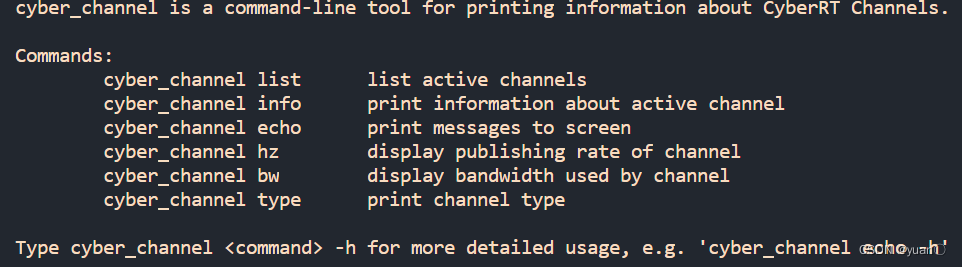 cyber_channel is a command-line tool for printing information about CyberRT Channels.
Commands:
cyber_channel list list active channels
cyber_channel info print information about active channel
cyber_channel echo print messages to screen
cyber_channel hz display publishing rate of channel
cyber_channel bw display bandwidth used by channel
cyber_channel type print channel type
Type cyber_channel <command> -h for more detailed usage, e.g. 'cyber_channel echo -h'